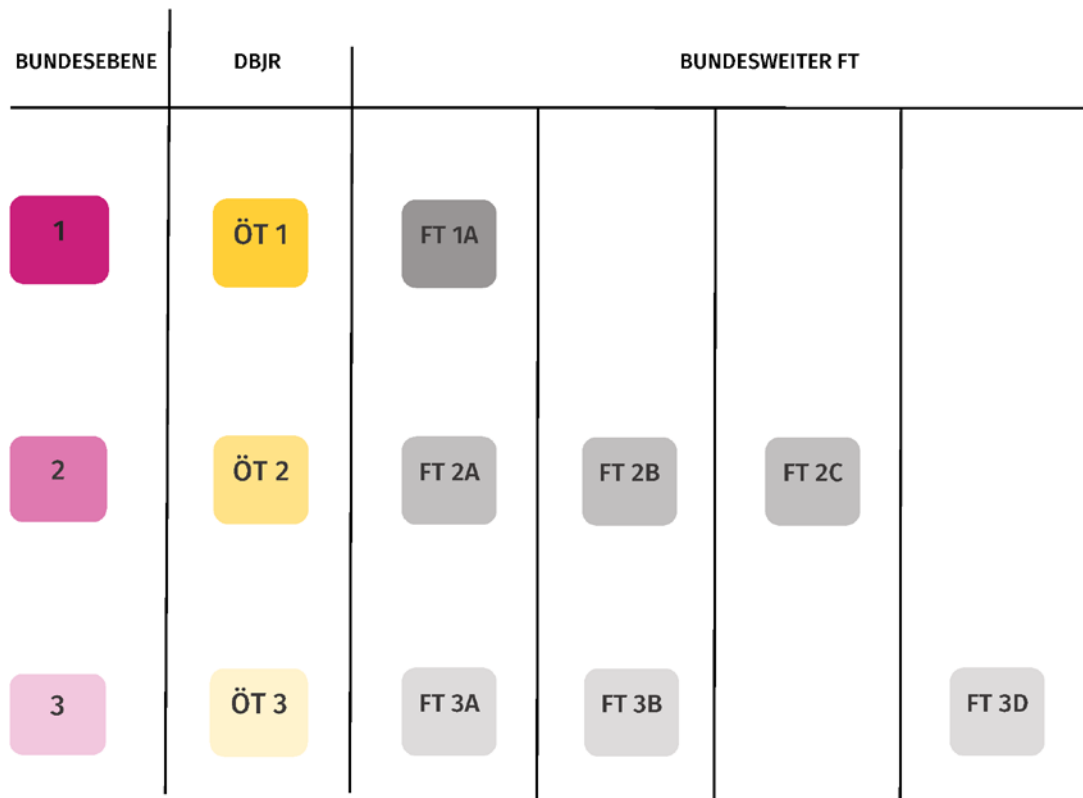 BUNDESEBENE DBJR BUNDESWEITER FT
1 ÖT 1 FT 1A
2 ÖT 2 FT 2A FT 2B FT 2C
3 ÖT 3 FT 3A FT 3B FT 3D